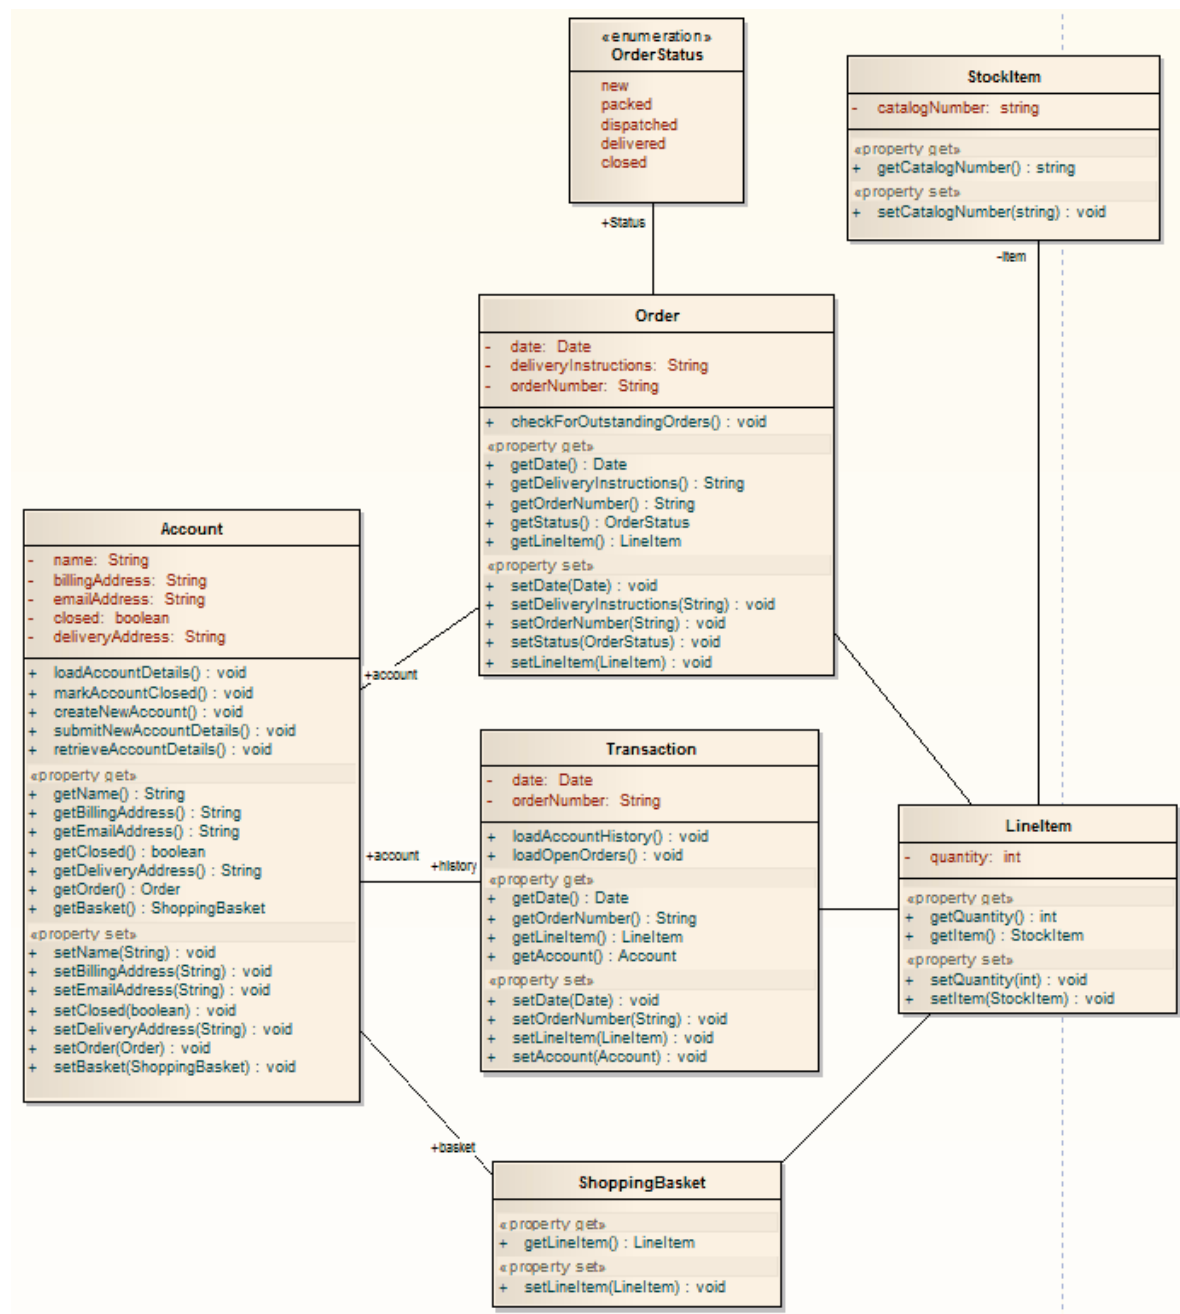 «enumeration»
OrderStatus
new
packed
dispatched
delivered
closed
+Status
StockItem
- catalogNumber: string
«property get»
+ getCatalogNumber() : string
«property set»
+ setCatalogNumber(string) : void
-Item
Order
- date: Date
- deliveryInstructions: String
- orderNumber: String
+ checkForOutstandingOrders() : void
«property get»
+ getDate() : Date
+ getDeliveryInstructions() : String
+ getOrderNumber() : String
+ getStatus() : OrderStatus
+ getLineItem() : LineItem
«property set»
+ setDate(Date) : void
+ setDeliveryInstructions(String) : void
+ setOrderNumber(String) : void
+ setStatus(OrderStatus) : void
+ setLineItem(LineItem) : void
Account
- name: String
- billingAddress: String
- emailAddress: String
- closed: boolean
- deliveryAddress: String
+ loadAccountDetails() : void
+ markAccountClosed() : void
+ createNewAccount() : void
+ submitNewAccountDetails() : void
+ retrieveAccountDetails() : void
«property get»
+ getName() : String
+ getBillingAddress() : String
+ getEmailAddress() : String
+ getClosed() : boolean
+ getDeliveryAddress() : String
+ getOrder() : Order
+ getBasket() : ShoppingBasket
«property set»
+ setName(String) : void
+ setBillingAddress(String) : void
+ setEmailAddress(String) : void
+ setClosed(boolean) : void
+ setDeliveryAddress(String) : void
+ setOrder(Order) : void
+ setBasket(ShoppingBasket) : void
+account
+account
+history
+basket
Transaction
- date: Date
- orderNumber: String
+ loadAccountHistory() : void
+ loadOpenOrders() : void
«property get»
+ getDate() : Date
+ getOrderNumber() : String
+ getLineItem() : LineItem
+ getAccount() : Account
«property set»
+ setDate(Date) : void
+ setOrderNumber(String) : void
+ setLineItem(LineItem) : void
+ setAccount(Account) : void
LineItem
- quantity: int
«property get»
+ getQuantity() : int
+ getItem() : StockItem
«property set»
+ setQuantity(int) : void
+ setItem(StockItem) : void
ShoppingBasket
«property get»
+ getLineItem() : LineItem
«property set»
+ setLineItem(LineItem) : void